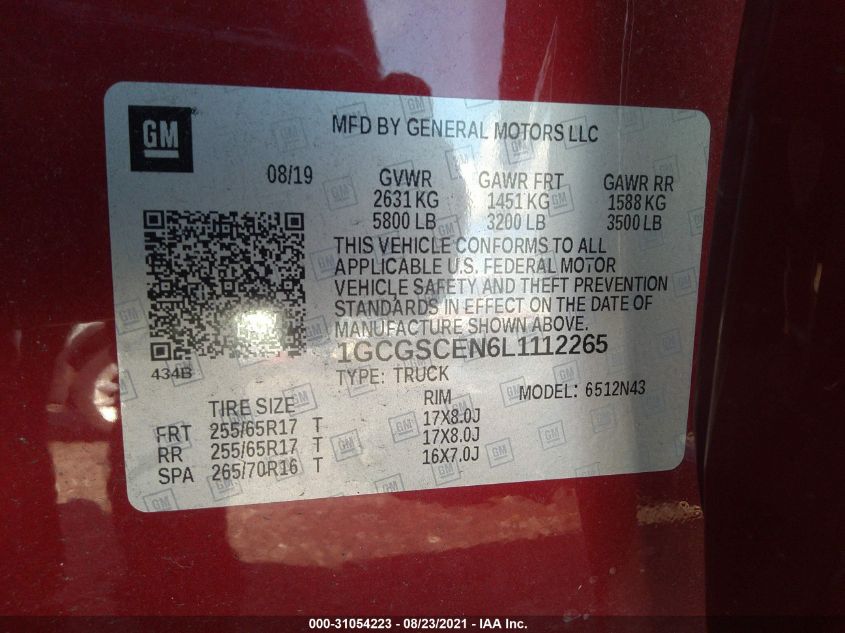 GM
MFD BY GENERAL MOTORS LLC
08/19
GVWR GAWR FRT GAWR RR
2631 KG 1451 KG 1588 KG
5800 LB 3200 LB 3500 LB
THIS VEHICLE CONFORMS TO ALL
APPLICABLE U.S. FEDERAL MOTOR
VEHICLE SAFETY AND THEFT PREVENTION
STANDARDS IN EFFECT ON THE DATE OF
MANUFACTURE SHOWN ABOVE.
1GCGSCEN6L1112265
434B
TYPE: TRUCK MODEL: 6512N43
TIRE SIZE RIM
FRT 255/65R17 T 17X8.0J
RR 255/65R17 T 17X8.0J
SPA 265/70R16 T 16X7.0J
000-31054223 - 08/23/2021 - IAA Inc.